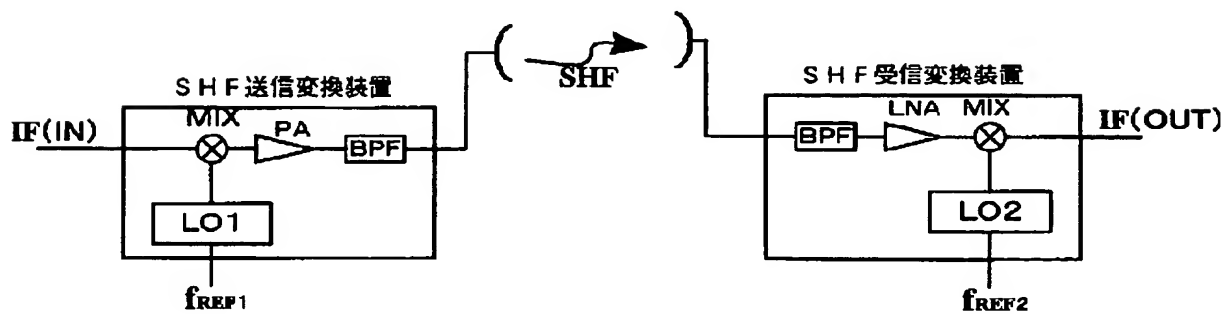 SHF送信変換装置
IF(IN)
MIX
PA
BPF
LO1
fREF1
SHF
SHF受信変換装置
BPF
LNA
MIX
IF(OUT)
LO2
fREF2